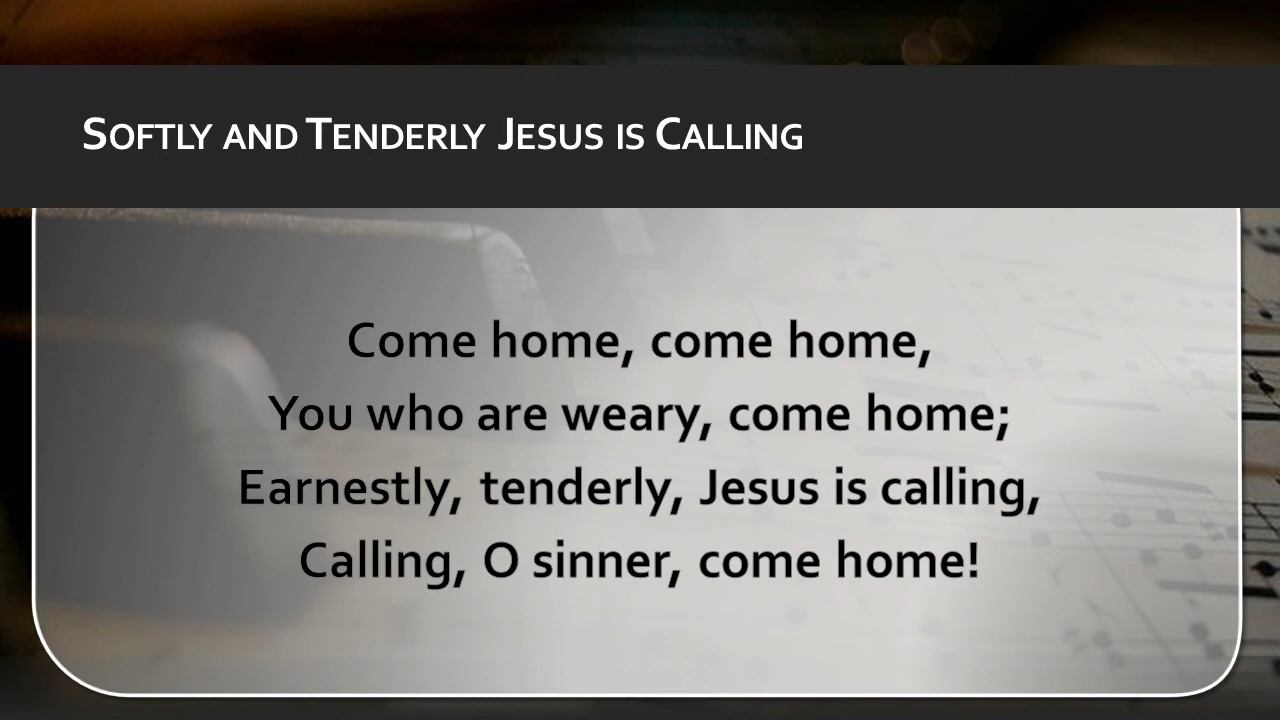 Softly and Tenderly Jesus is Calling
Come home, come home,
You who are weary, come home;
Earnestly, tenderly, Jesus is calling,
Calling, O sinner, come home!